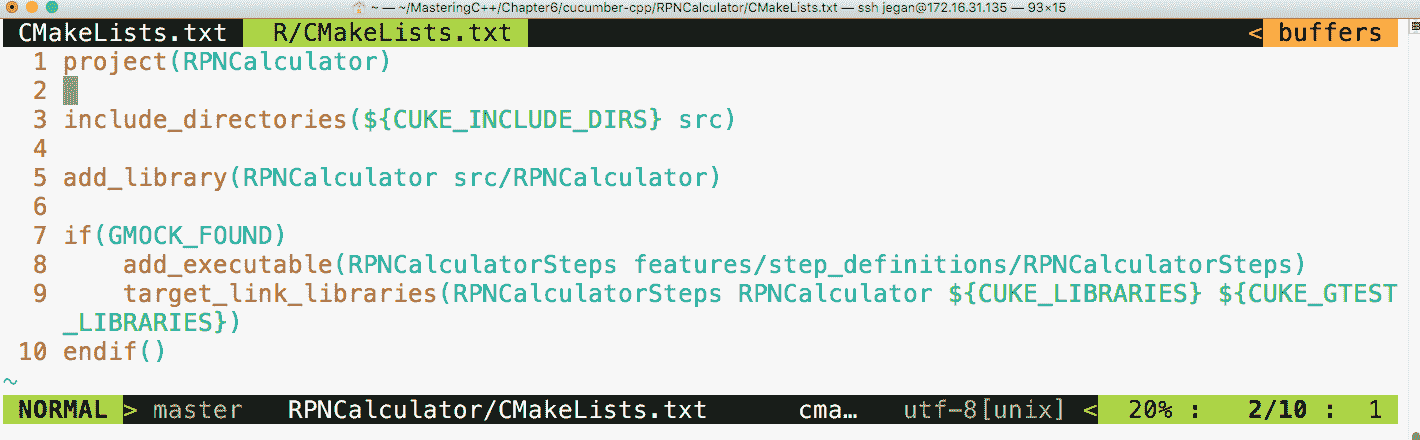 ~ — ~/MasteringC++/Chapter6/cucumber-cpp/RPNCalculator/CMakeLists.txt — ssh jegan@172.16.31.135 — 93×15
CMakeLists.txt R/CMakeLists.txt < buffers
1 project(RPNCalculator)
2
3 include_directories(${CUKE_INCLUDE_DIRS} src)
4
5 add_library(RPNCalculator src/RPNCalculator)
6
7 if(GMOCK_FOUND)
8 add_executable(RPNCalculatorSteps features/step_definitions/RPNCalculatorSteps)
9 target_link_libraries(RPNCalculatorSteps RPNCalculator ${CUKE_LIBRARIES} ${CUKE_GTEST
_LIBRARIES})
10 endif()
~
NORMAL > master RPNCalculator/CMakeLists.txt cma… utf-8[unix] < 20% : 2/10 : 1